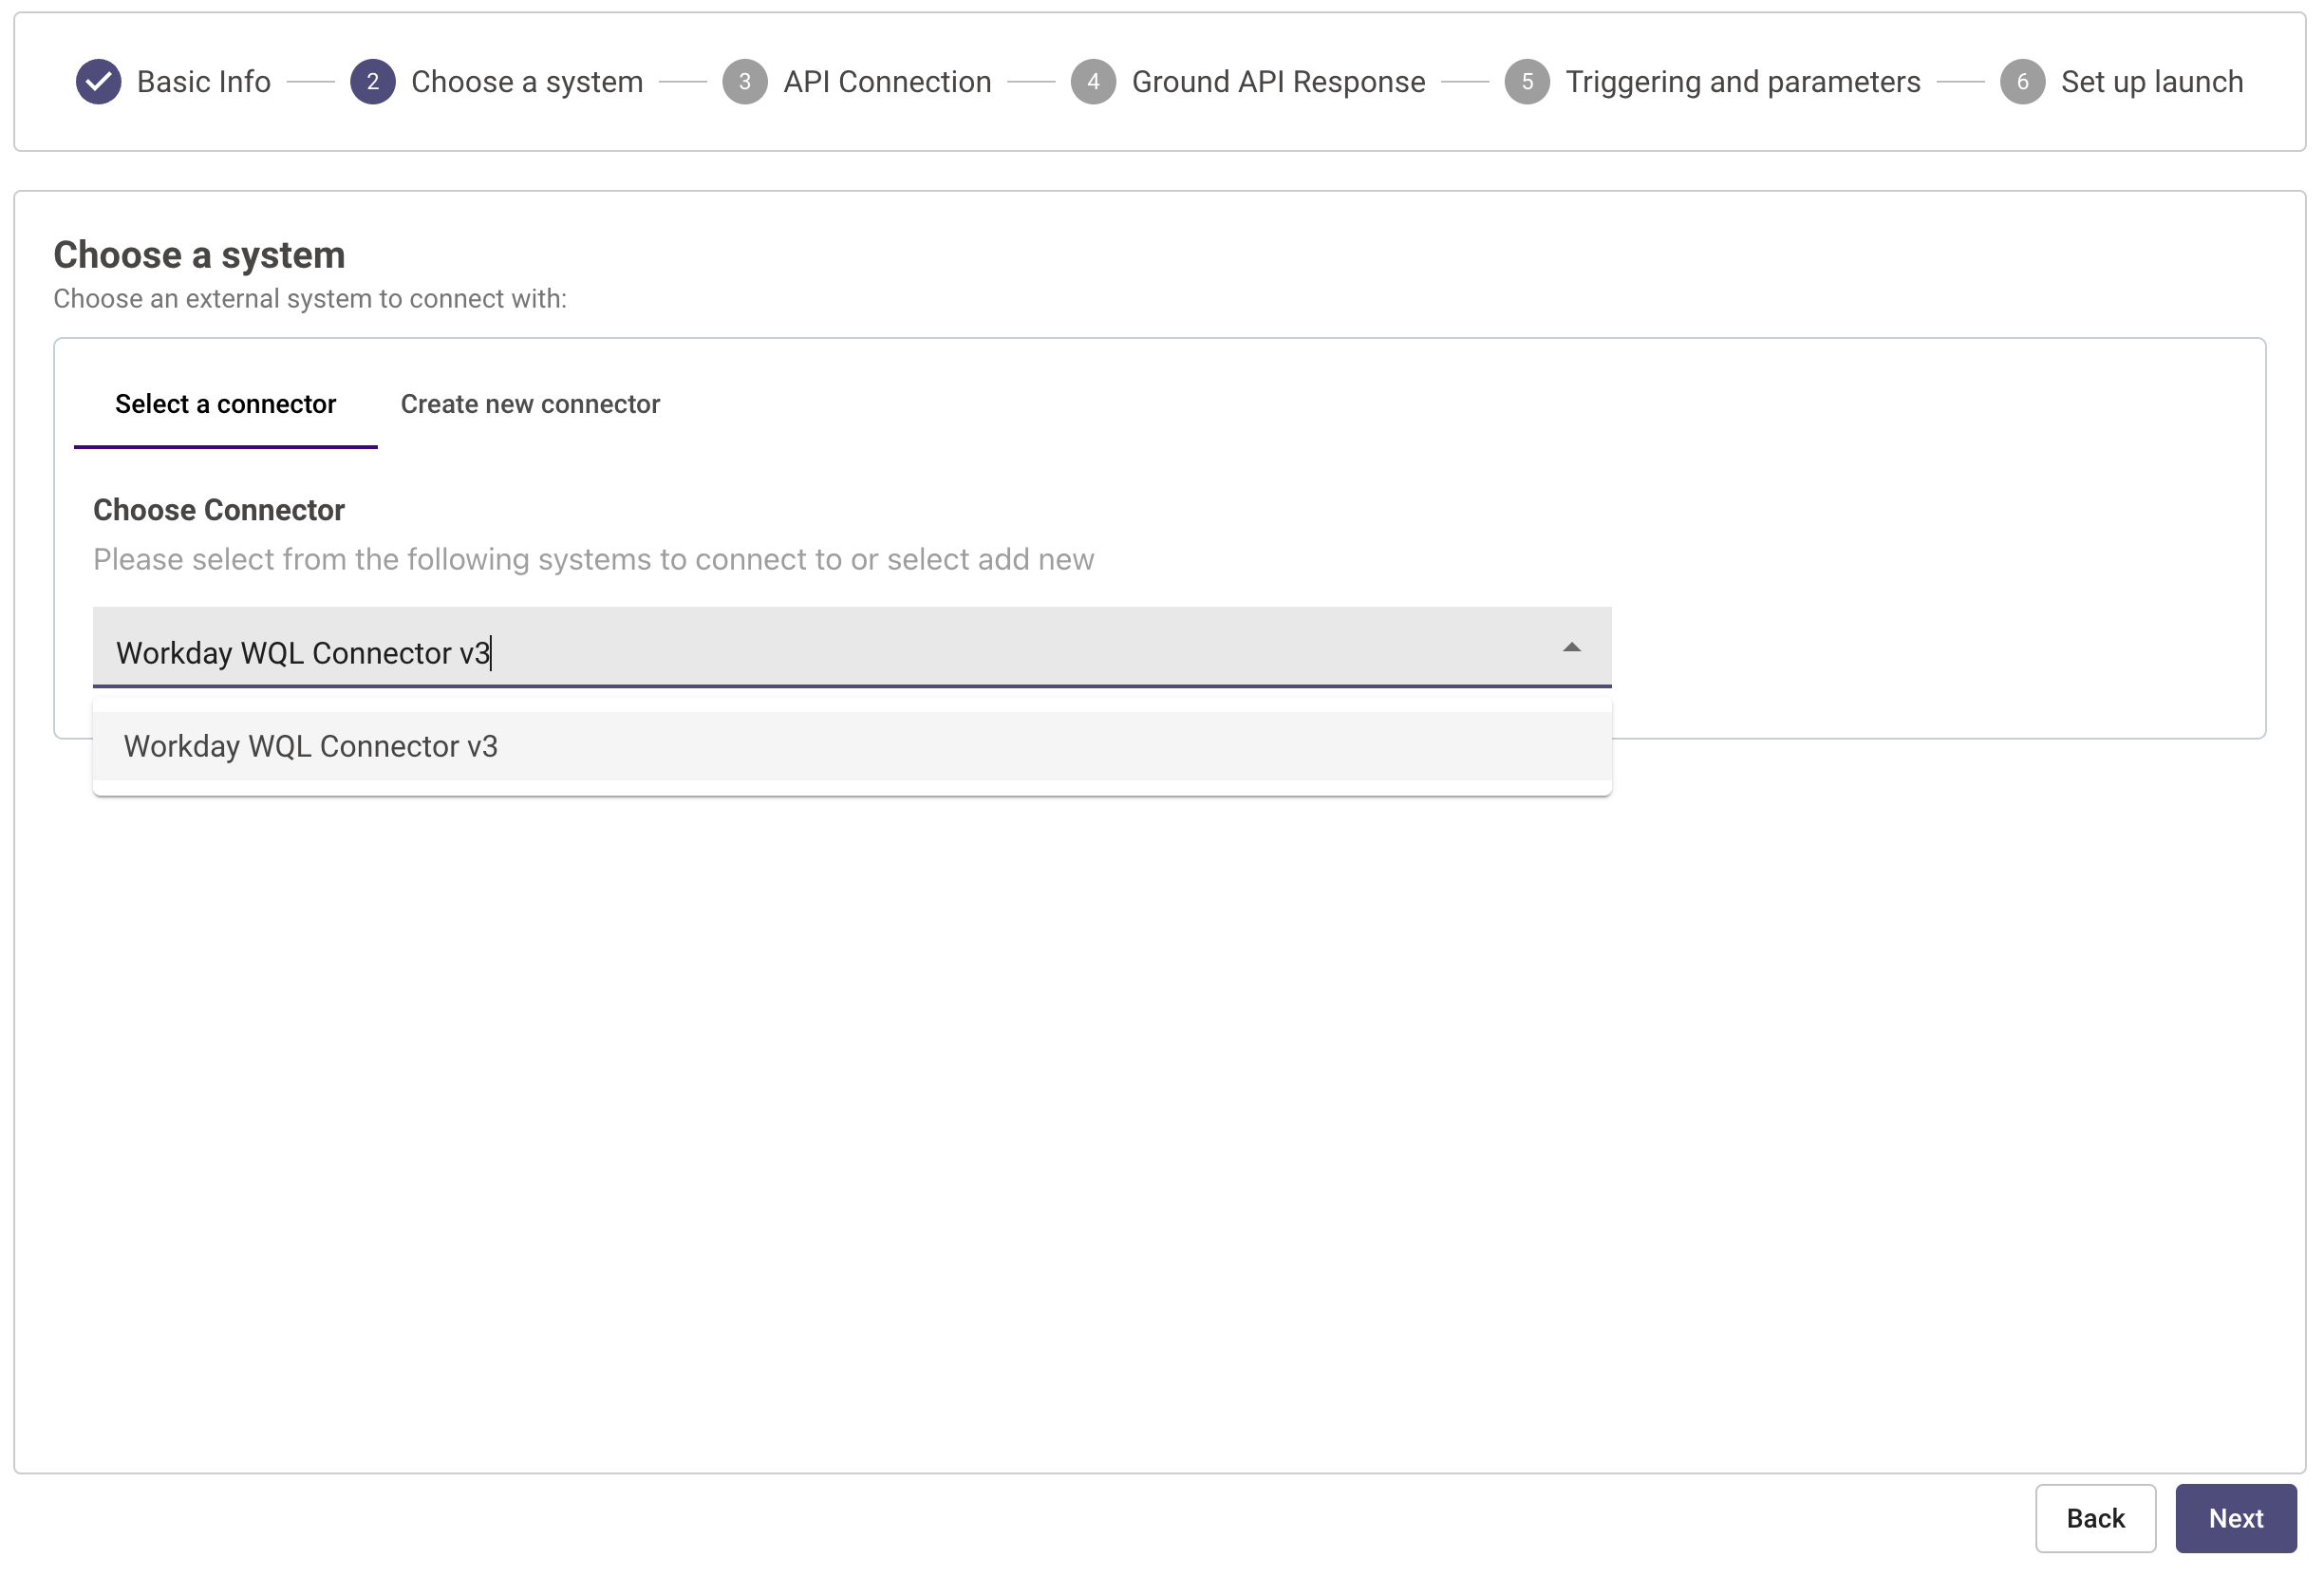 Basic Info 2 Choose a system 3 API Connection 4 Ground API Response 5 Triggering and parameters 6 Set up launch
Choose a system
Choose an external system to connect with:
Select a connector Create new connector
Choose Connector
Please select from the following systems to connect to or select add new
Workday WQL Connector v3
Workday WQL Connector v3
Back Next